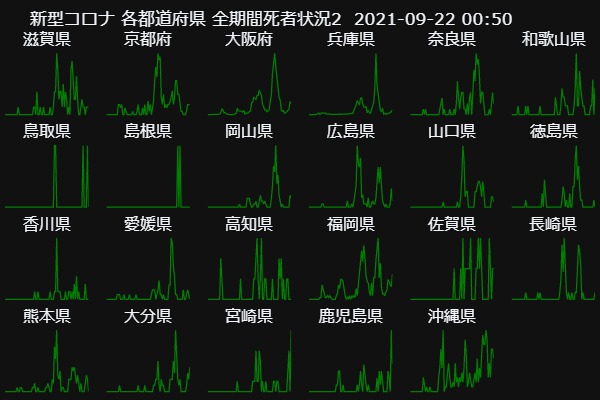 新型コロナ 各都道府県 全期間死者状況2 2021-09-22 00:50
滋賀県 京都府 大阪府 兵庫県 奈良県 和歌山県
鳥取県 島根県 岡山県 広島県 山口県 徳島県
香川県 愛媛県 高知県 福岡県 佐賀県 長崎県
熊本県 大分県 宮崎県 鹿児島県 沖縄県